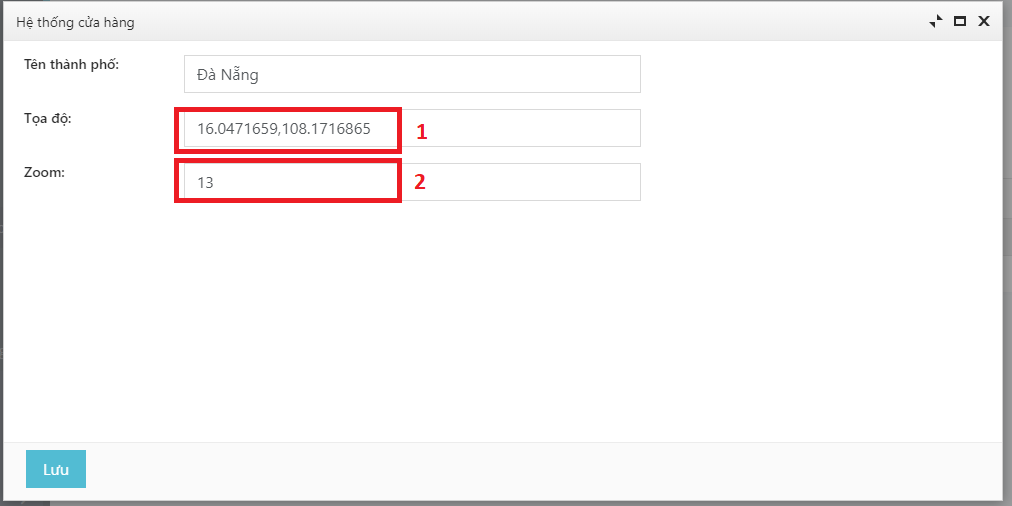 Hệ thống cửa hàng
Tên thành phố:
Đà Nẵng
Tọa độ:
16.0471659,108.1716865
1
Zoom:
13
2
Lưu